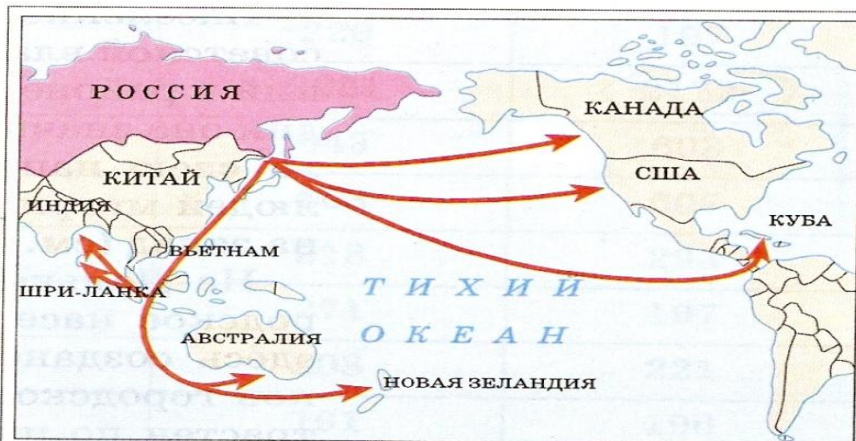 РОССИЯ
КАНАДА
КИТАЙ
США
ИНДИЯ
КУБА
ВЬЕТНАМ
ШРИ-ЛАНКА
ТИХИЙ
ОКЕАН
АВСТРАЛИЯ
НОВАЯ ЗЕЛАНДИЯ